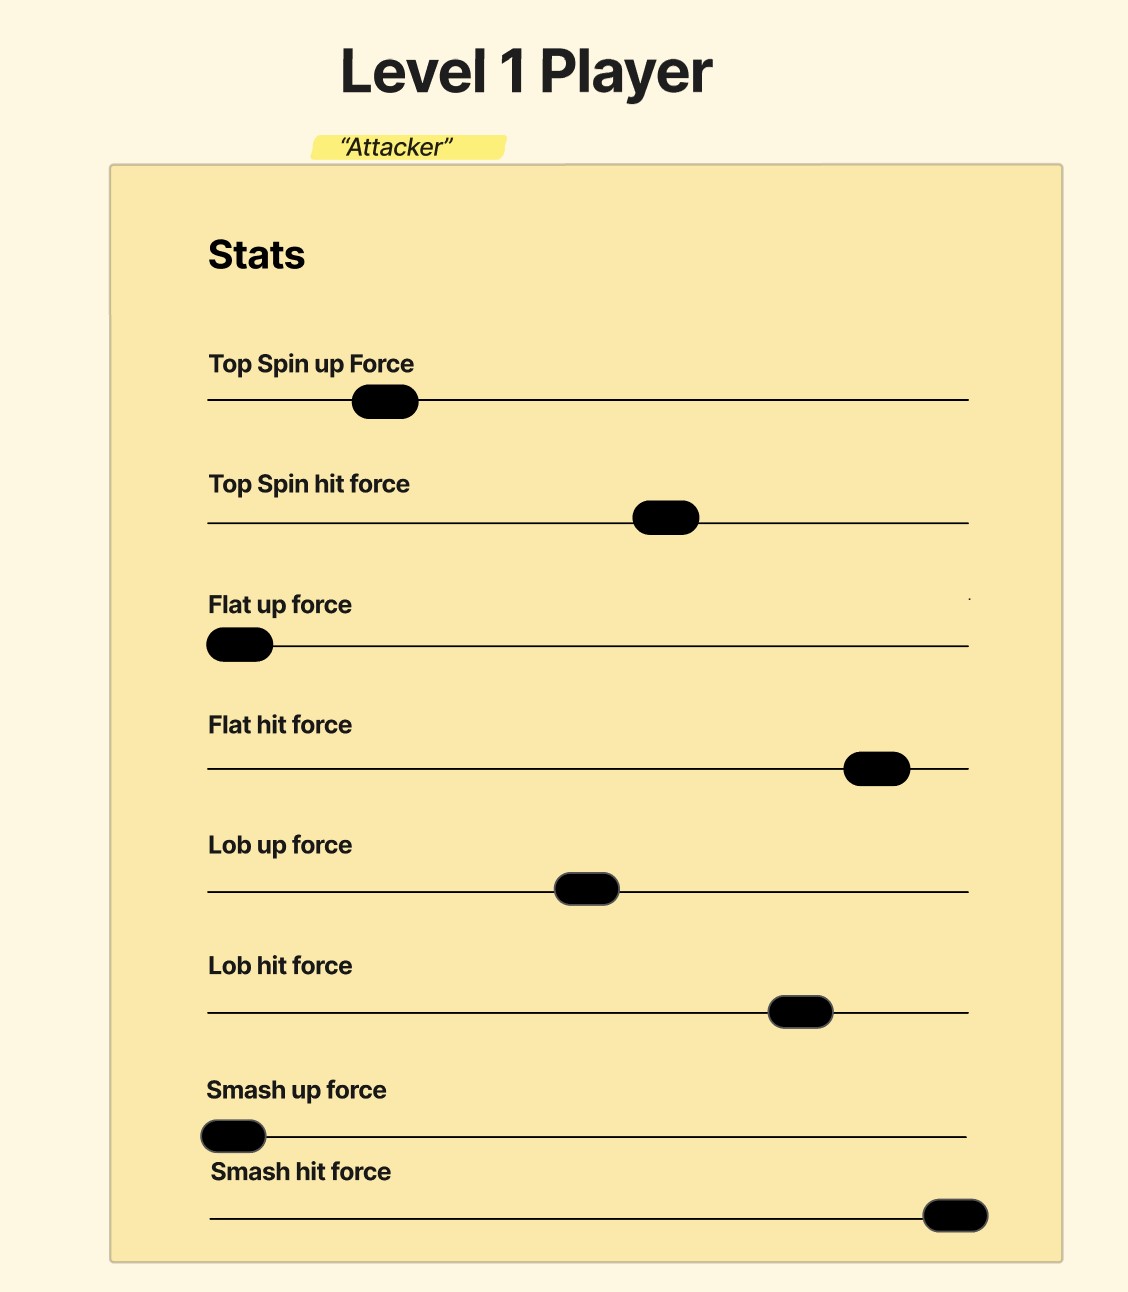 Level 1 Player
“Attacker”
Stats
Top Spin up Force
Top Spin hit force
Flat up force
Flat hit force
Lob up force
Lob hit force
Smash up force
Smash hit force